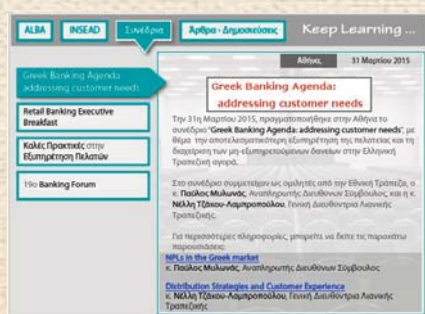 ALBA
INSEAD
Συνέδρια
Άρθρα - Δημοσιεύσεις
Keep Learning ...
Greek Banking Agenda
addressing customer needs
Retail Banking Executive
Breakfast
Καλές Πρακτικές στην
Εξυπηρέτηση Πελατών
19ο Banking Forum
Αθήνα, 31 Μαρτίου 2015
Greek Banking Agenda:
addressing customer needs
Την 31η Μαρτίου 2015, πραγματοποιήθηκε στην Αθήνα το
συνέδριο "Greek Banking Agenda: addressing customer needs", με
θέμα την αποτελεσματικότερη εξυπηρέτηση της πελατείας και τη
διαχείριση των μη εξυπηρετούμενων δανείων στην Ελληνική
Τραπεζική αγορά.
Στο συνέδριο συμμετείχαν ως ομιλητές από την Εθνική Τράπεζα, ο
κ. Παύλος Μυλωνάς, Αναπληρωτής Διευθύνων Σύμβουλος, και η κ.
Νέλλη Τζάκου-Λαμπροπούλου, Γενική Διευθύντρια Λιανικής
Τραπεζικής.
Για περισσότερες πληροφορίες, μπορείτε να δείτε τις παρακάτω
παρουσιάσεις:
NPLs in the Greek market
κ. Παύλος Μυλωνάς, Αναπληρωτής Διευθύνων Σύμβουλος
Distribution Strategies and Customer Experience
κ. Νέλλη Τζάκου-Λαμπροπούλου, Γενική Διευθύντρια Λιανικής
Τραπεζικής